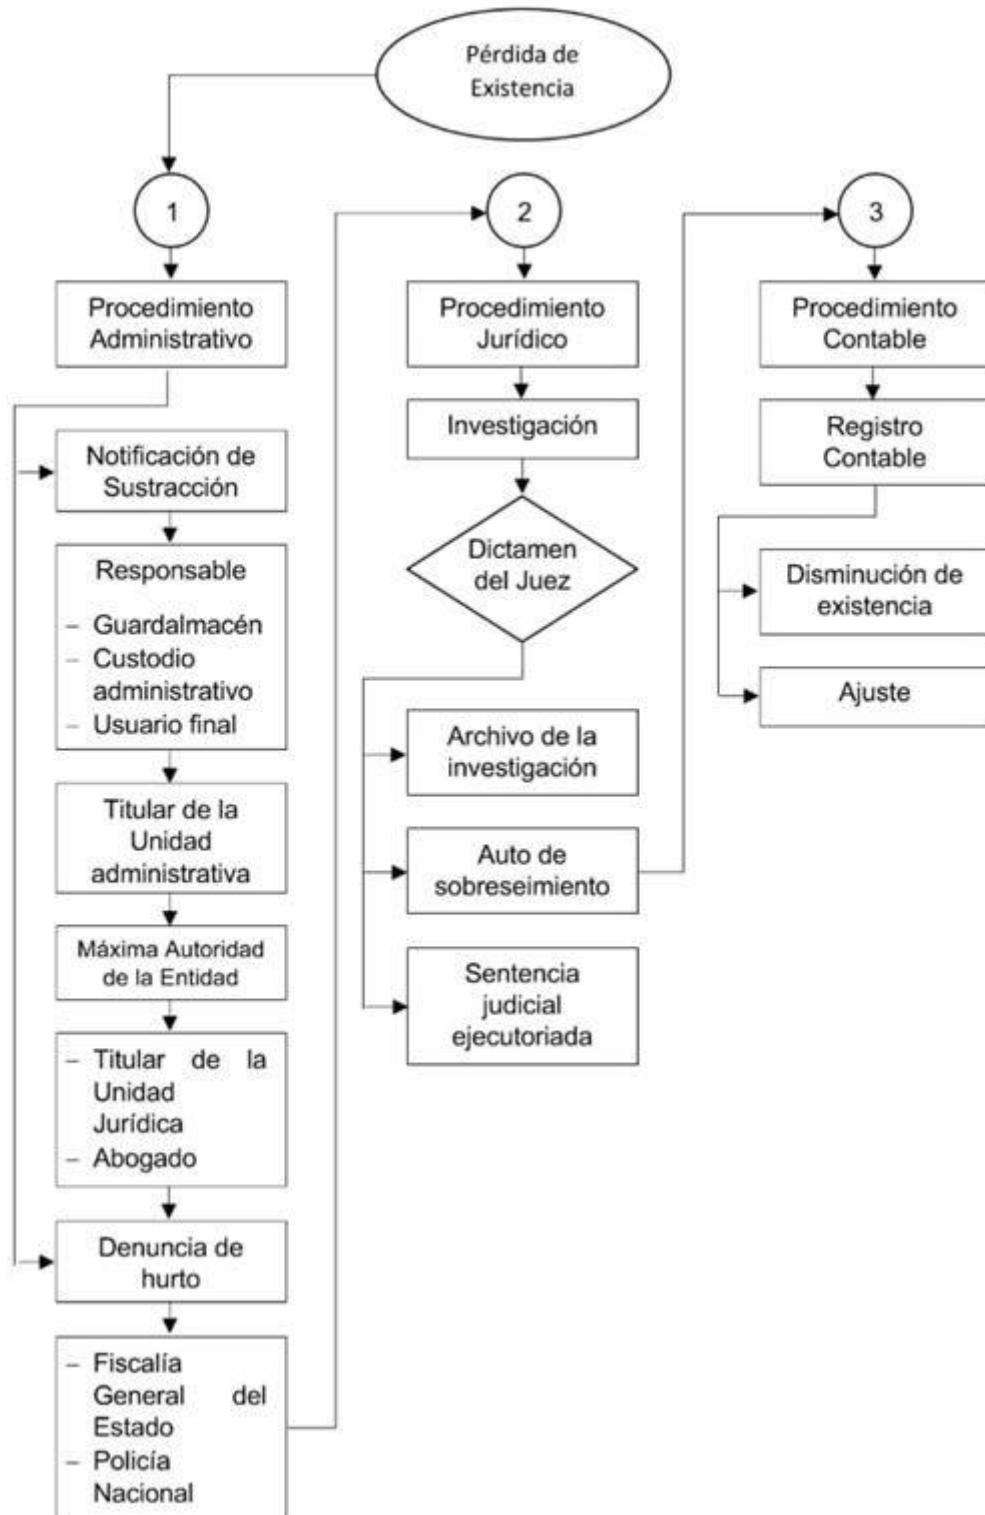 Pérdida de
Existencia
1
Procedimiento
Administrativo
Notificación de
Sustracción
Responsable
– Guardalmacén
– Custodio
administrativo
– Usuario final
Titular de la
Unidad
administrativa
Máxima Autoridad
de la Entidad
– Titular de la
Unidad
Jurídica
– Abogado
Denuncia de
hurto
– Fiscalía
General del
Estado
– Policía
Nacional
2
Procedimiento
Jurídico
Investigación
Dictamen
del Juez
Archivo de la
investigación
Auto de
sobreseimiento
Sentencia
judicial
ejecutoriada
3
Procedimiento
Contable
Registro
Contable
Disminución de
existencia
Ajuste